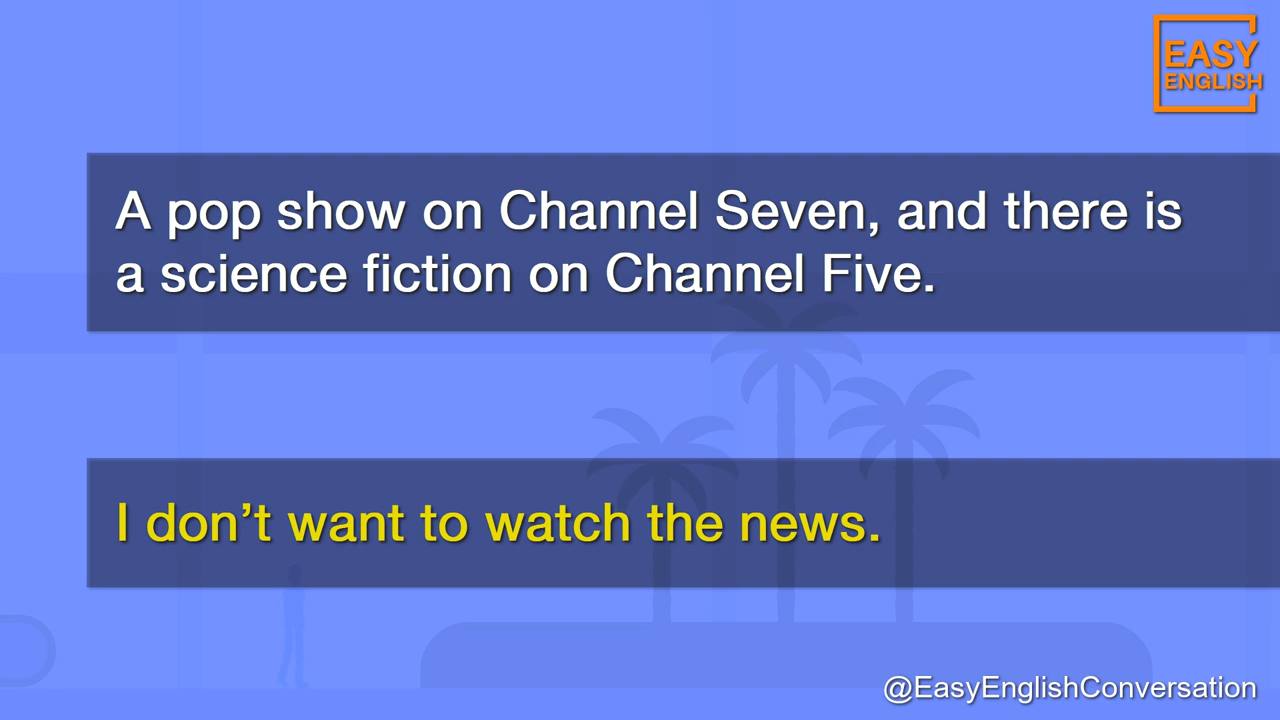 EASY
ENGLISH
A pop show on Channel Seven, and there is
a science fiction on Channel Five.
I don’t want to watch the news.
@EasyEnglishConversation